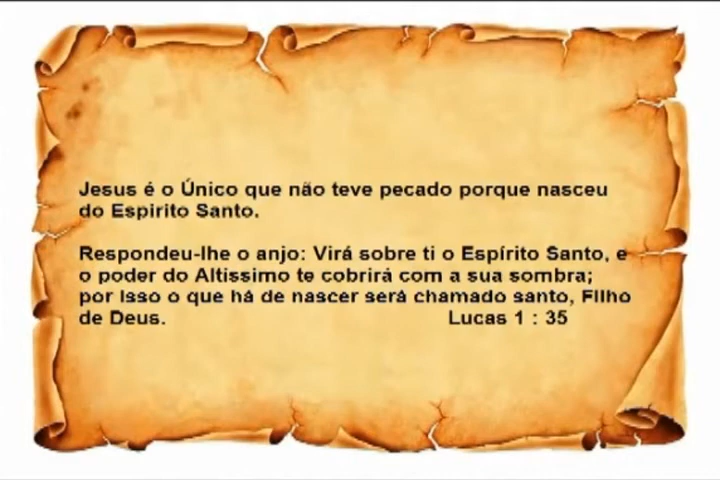 Jesus é o Único que não teve pecado porque nasceu
do Espirito Santo.
Respondeu-lhe o anjo: Virá sobre ti o Espírito Santo, e
o poder do Altíssimo te cobrirá com a sua sombra;
por isso o que há de nascer será chamado santo, Filho
de Deus. Lucas 1 : 35